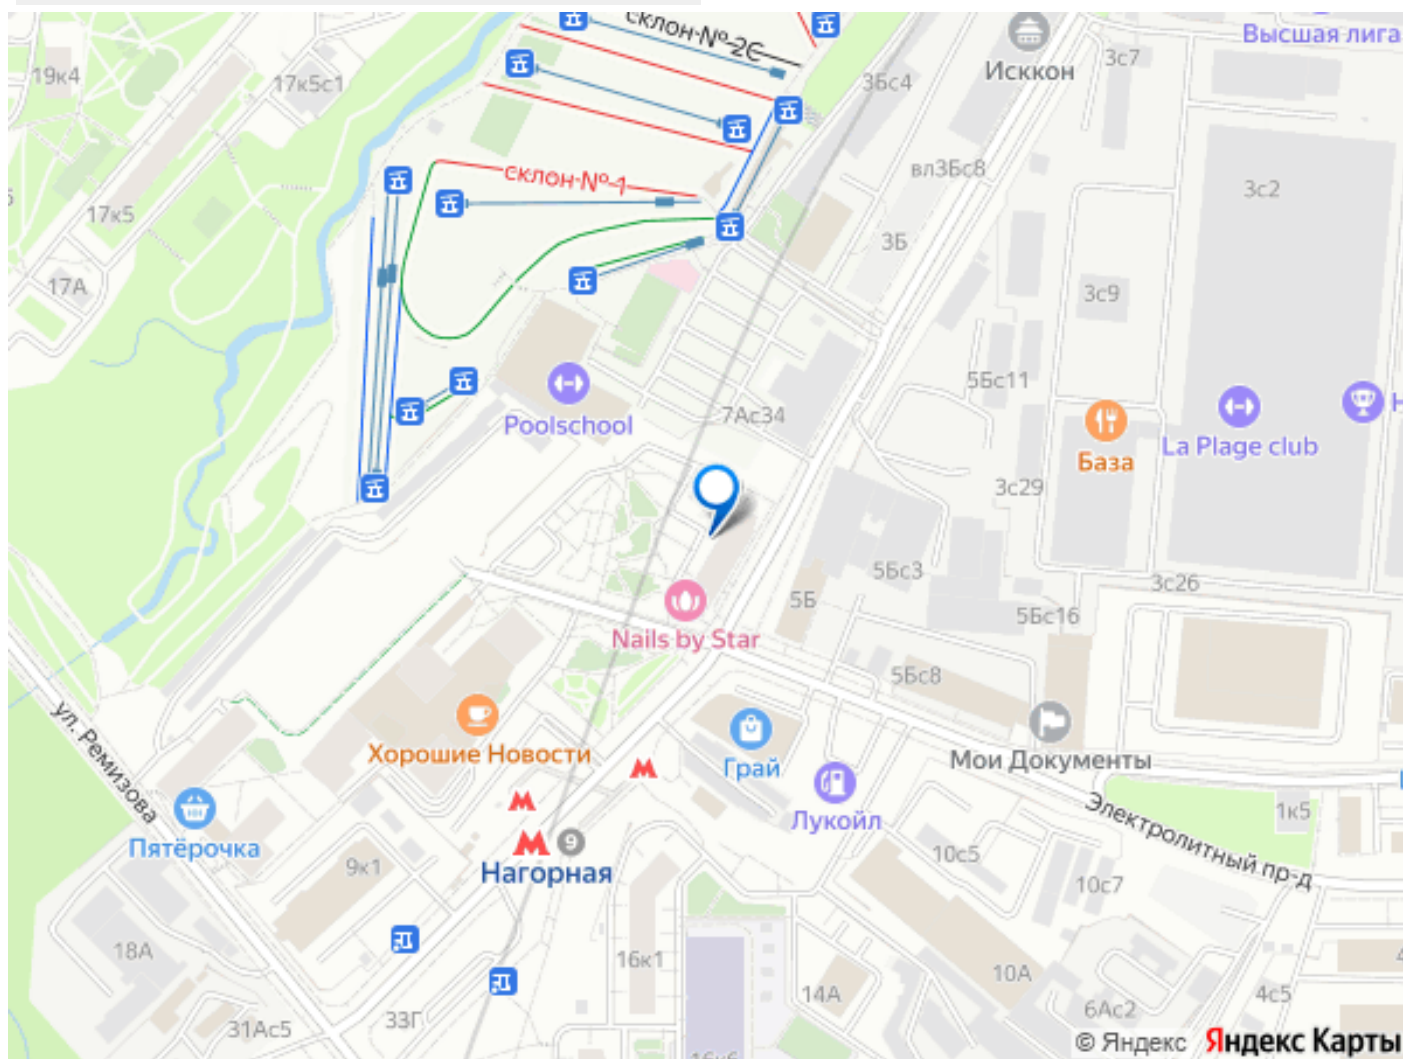 склон № 2С
Исккон
Высшая лига
3с7
19к4
17к5с1
3Бс4
вл3Бс8
3с2
склон № 1
17к5
3Б
17А
3с9
5Бс11
7Ас34
Poolschool
La Plage club
База
3с29
5Бс3
3с26
5Б
5Бс16
Nails by Star
5Бс8
ул. Ремизова
Хорошие Новости
Грай
Мои Документы
Лукойл
Электролитный пр-д
1к5
Пятёрочка
9к1
9
Нагорная
10с5
10с7
18А
16к1
10А
14А
4с5
6Ас2
31Ас5
33Г
16к6
© Яндекс Яндекс Карты